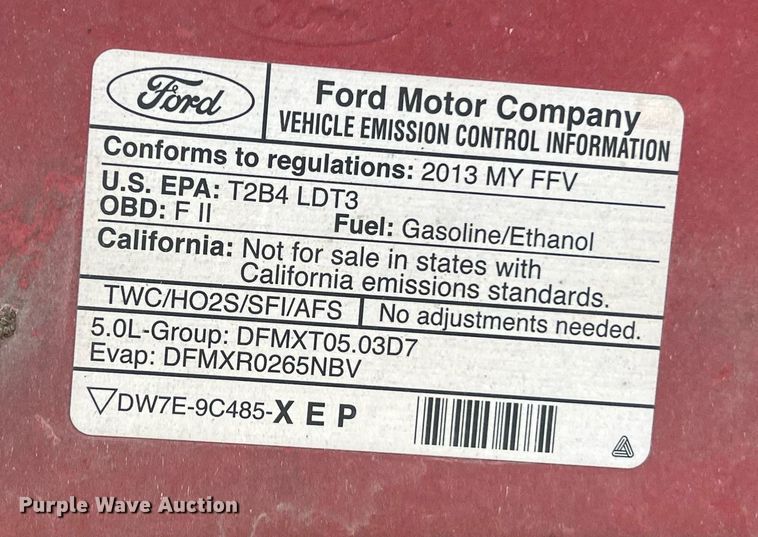 Ford
Ford Motor Company
VEHICLE EMISSION CONTROL INFORMATION
Conforms to regulations: 2013 MY FFV
U.S. EPA: T2B4 LDT3
OBD: F II
Fuel: Gasoline/Ethanol
California: Not for sale in states with
California emissions standards.
TWC/HO2S/SFI/AFS
No adjustments needed.
5.0L-Group: DFMXT05.03D7
Evap: DFMXR0265NBV
DW7E-9C485-XEP
Purple Wave Auction